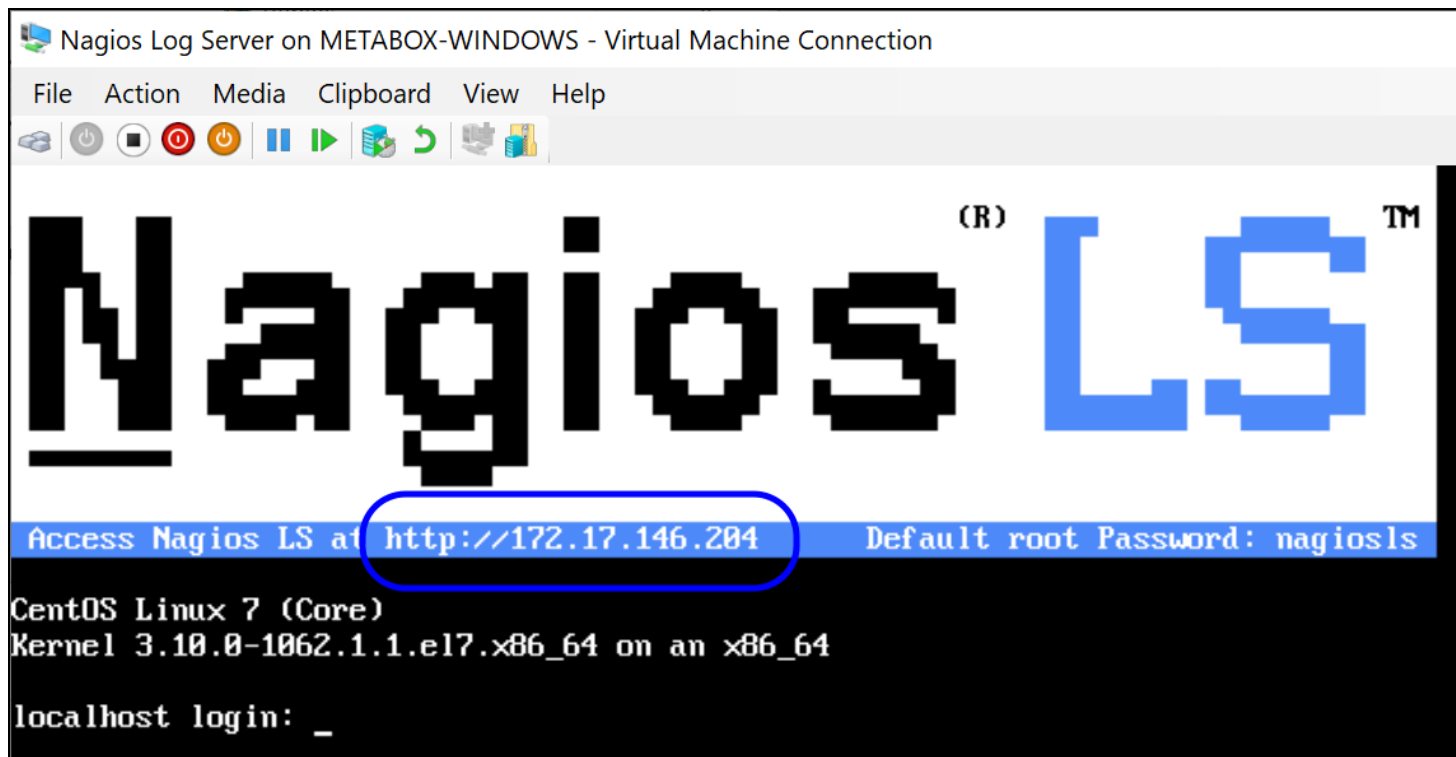 Nagios Log Server on METABOX-WINDOWS - Virtual Machine Connection
File Action Media Clipboard View Help
Nagios (R) LS TM
Access Nagios LS at http://172.17.146.204 Default root Password: nagiosls
CentOS Linux 7 (Core)
Kernel 3.10.0-1062.1.1.el7.x86_64 on an x86_64
localhost login: _